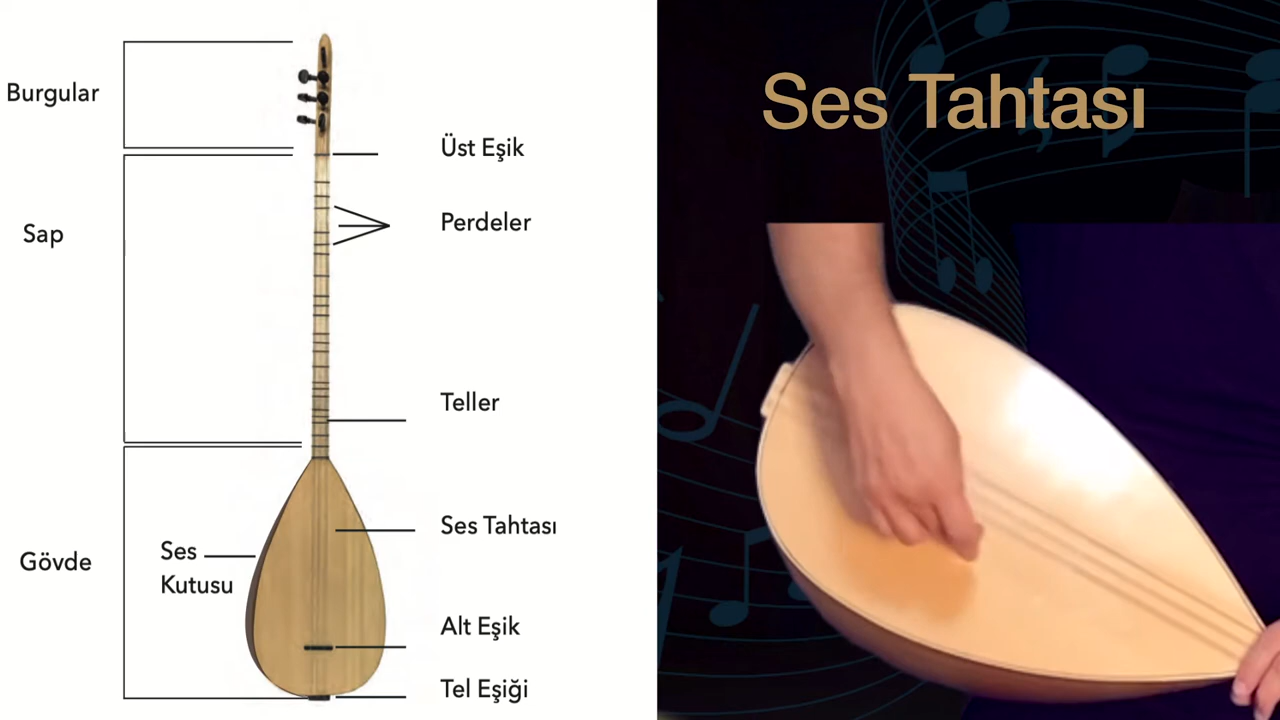 Burgular
Sap
Gövde
Ses
Kutusu
Üst Eşik
Perdeler
Teller
Ses Tahtası
Alt Eşik
Tel Eşiği
Ses Tahtası